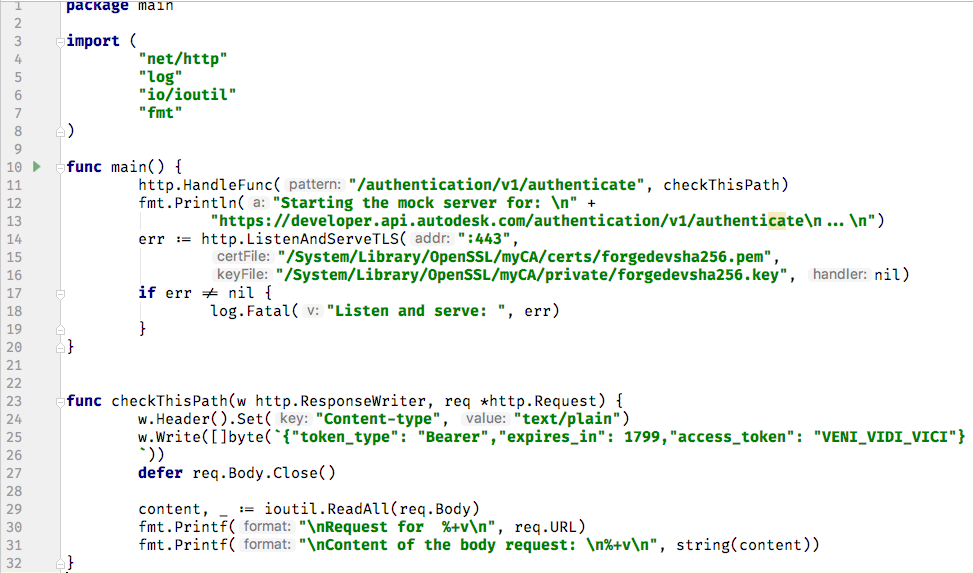 1 package main
2
3 import (
4 "net/http"
5 "log"
6 "io/ioutil"
7 "fmt"
8 )
9
10 func main() {
11 http.HandleFunc( pattern: "/authentication/v1/authenticate", checkThisPath)
12 fmt.Println( a: "Starting the mock server for: \n" +
13 "https://developer.api.autodesk.com/authentication/v1/authenticate\n ... \n")
14 err := http.ListenAndServeTLS( addr: ":443",
15 certFile: "/System/Library/OpenSSL/myCA/certs/forgedevsha256.pem",
16 keyFile: "/System/Library/OpenSSL/myCA/private/forgedevsha256.key", handler: nil)
17 if err ≠ nil {
18 log.Fatal( v: "Listen and serve: ", err)
19 }
20 }
21
22
23 func checkThisPath(w http.ResponseWriter, req *http.Request) {
24 w.Header().Set( key: "Content-type", value: "text/plain")
25 w.Write([]byte(`{"token_type": "Bearer","expires_in": 1799,"access_token": "VENI_VIDI_VICI"}
26 `))
27 defer req.Body.Close()
28
29 content, _ := ioutil.ReadAll(req.Body)
30 fmt.Printf( format: "\nRequest for  %+v\n", req.URL)
31 fmt.Printf( format: "\nContent of the body request: \n%+v\n", string(content))
32 }